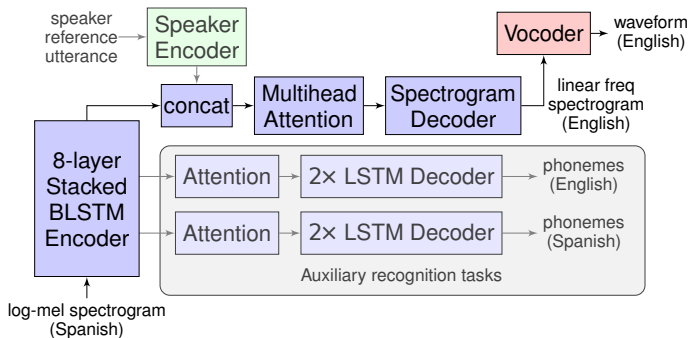 speaker
reference
utterance
Speaker
Encoder
Vocoder
waveform
(English)
concat
Multihead
Attention
Spectrogram
Decoder
linear freq
spectrogram
(English)
8-layer
Stacked
BLSTM
Encoder
Attention
2× LSTM Decoder
phonemes
(English)
Attention
2× LSTM Decoder
phonemes
(Spanish)
Auxiliary recognition tasks
log-mel spectrogram
(Spanish)